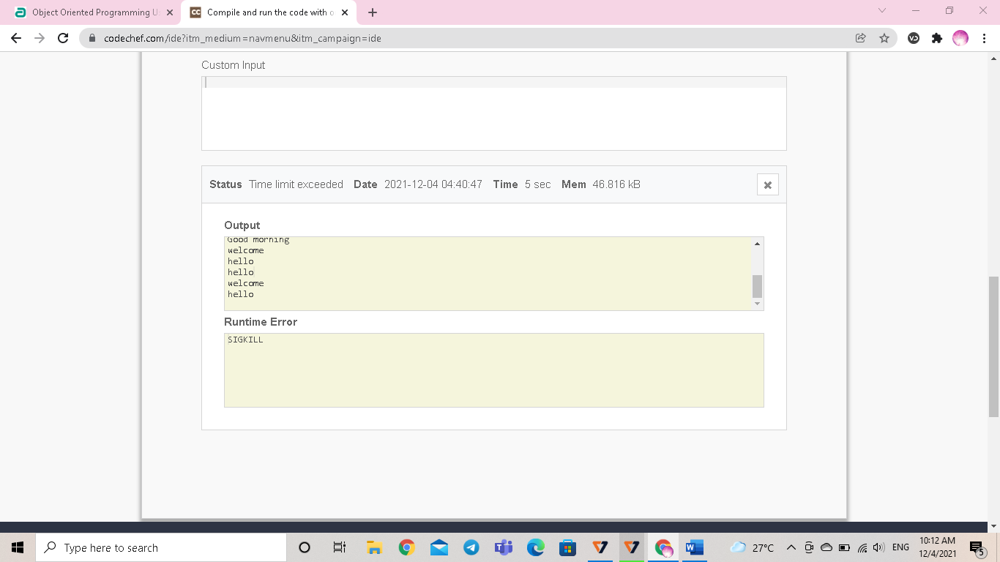 Object Oriented Programming U
Compile and run the code with o
codechef.com/ide?itm_medium=navmenu&itm_campaign=ide
Custom Input
Status Time limit exceeded Date 2021-12-04 04:40:47 Time 5 sec Mem 46.816 kB
Output
Good morning
welcome
hello
hello
welcome
hello
Runtime Error
SIGKILL
Type here to search
27°C
ENG
10:12 AM
12/4/2021
5